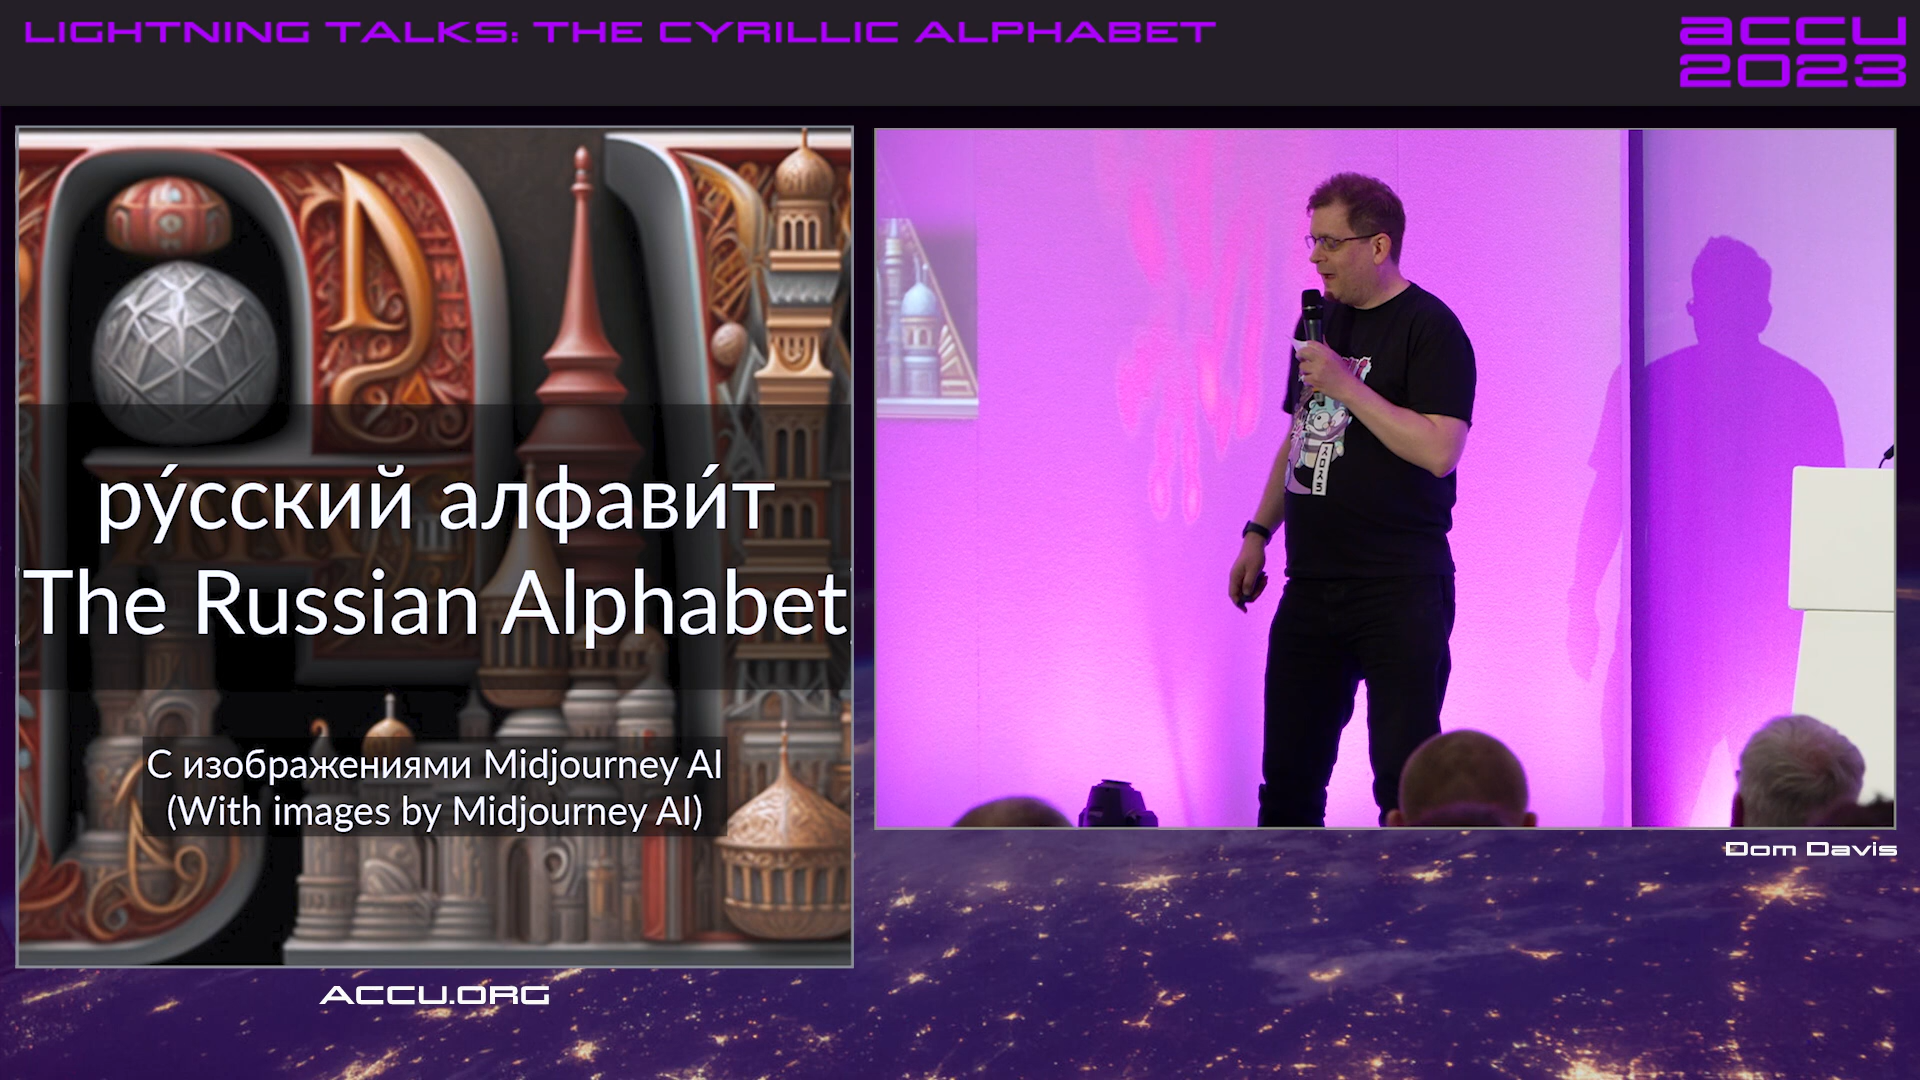 LIGHTNING TALKS: THE CYRILLIC ALPHABET
accu
2023
ру́сский алфави́т
The Russian Alphabet
С изображениями Midjourney AI
(With images by Midjourney AI)
Dom Davis
ACCU.ORG